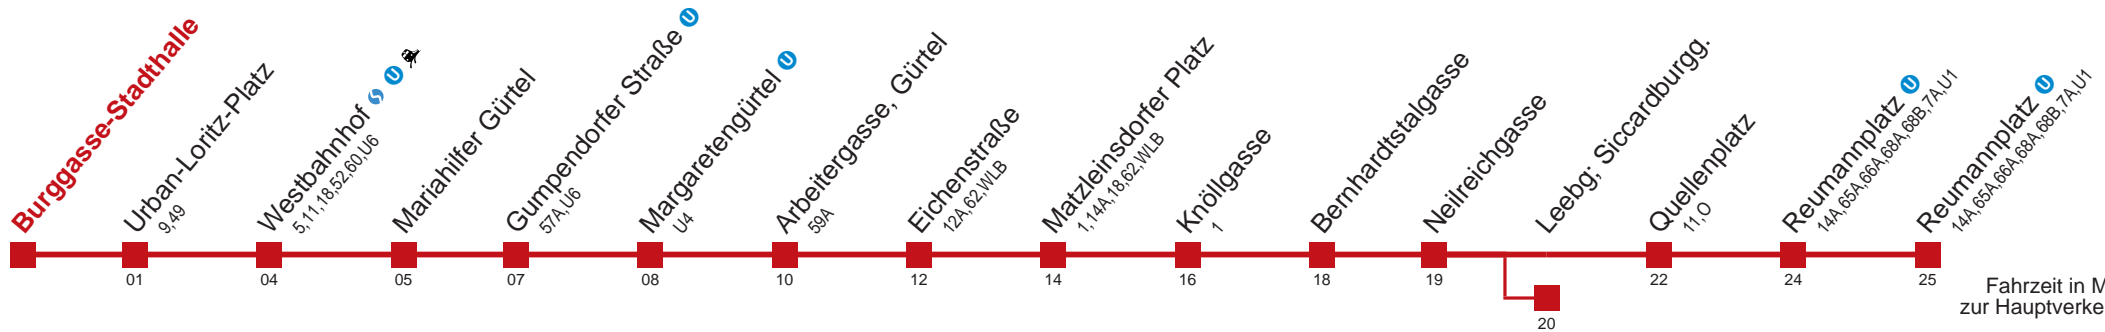 Burggasse-Stadthalle
Urban-Loritz-Platz
9,49
Westbahnhof S U
5,11,18,52,60,U6
Mariahilfer Gürtel
Gumpendorfer Straße U
57A,U6
Margaretengürtel U
U4
Arbeitergasse, Gürtel
59A
Eichenstraße
12A,62,WLB
Matzleinsdorfer Platz
1,14A,18,62,WLB
Knöllgasse
1
Bernhardtstalgasse
Neilreichgasse
Leebg; Siccardburgg.
Quellenplatz
11,O
Reumannplatz U
14A,65A,66A,68A,68B,7A,U1
Reumannplatz U
14A,65A,66A,68A,68B,7A,U1
01 04 05 07 08 10 12 14 16 18 19 22 24 25
20
Fahrzeit in M
zur Hauptverke